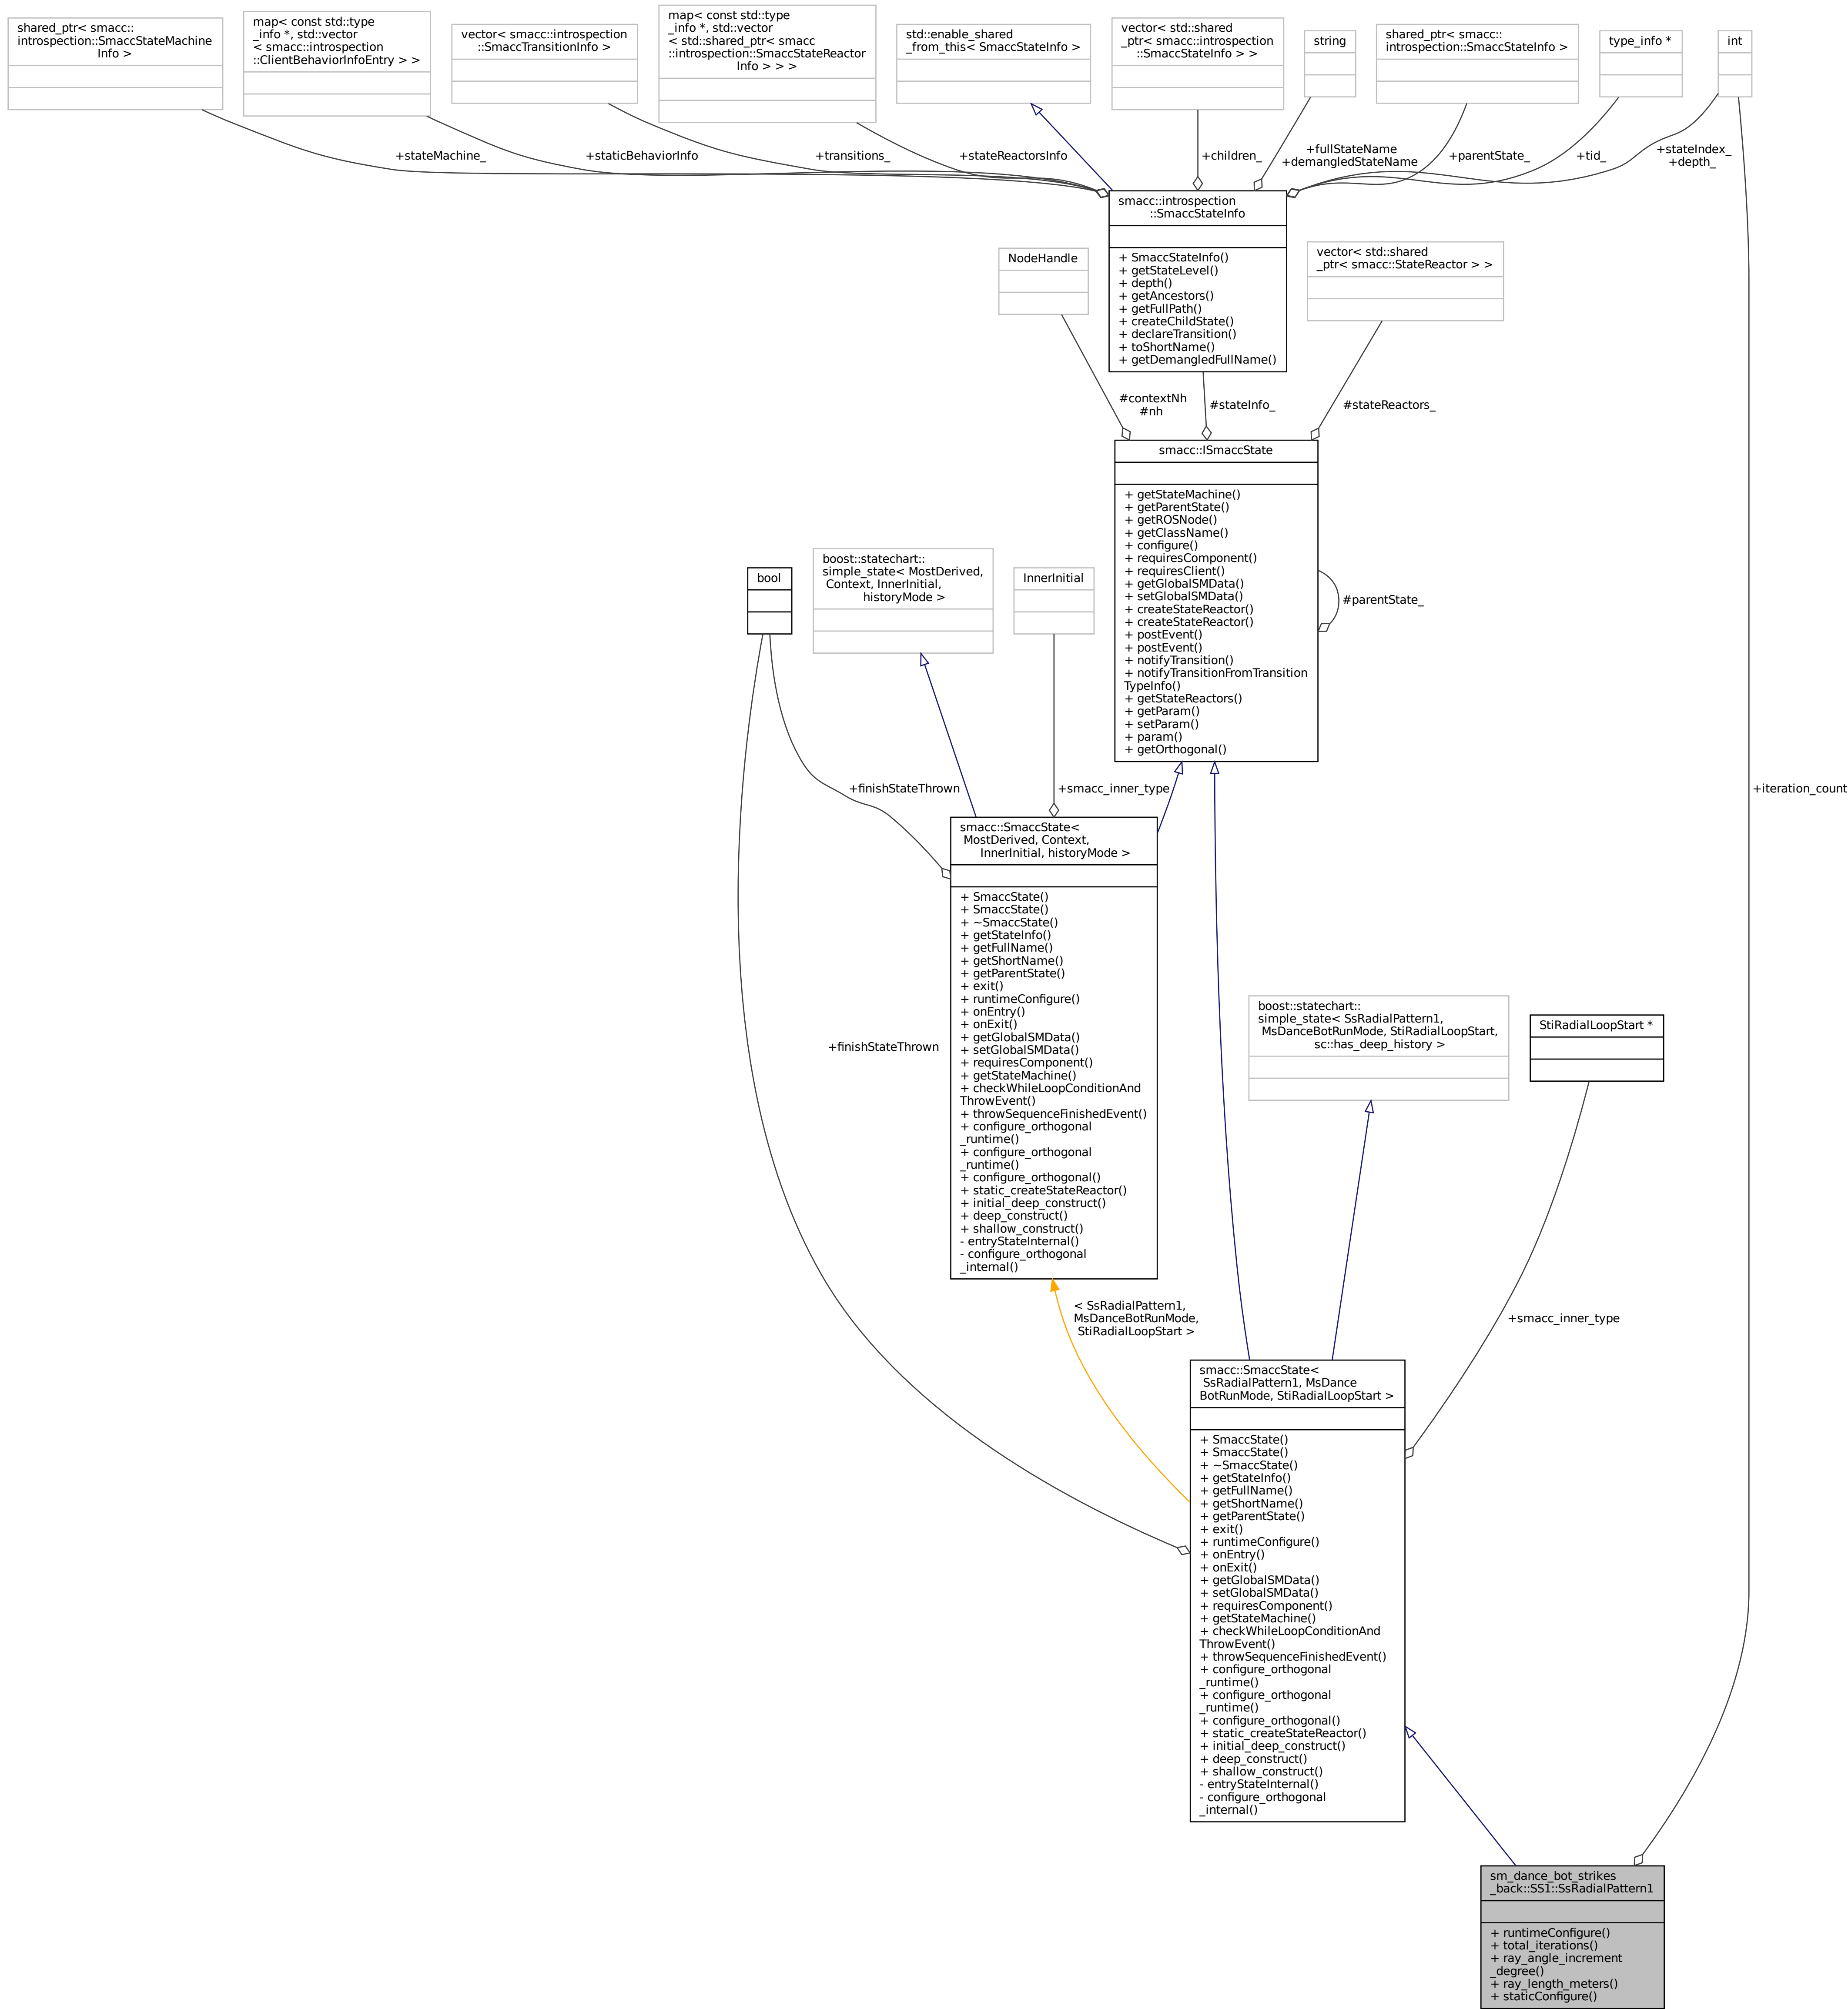 shared_ptr< smacc::
introspection::SmaccStateMachine
Info >
map< const std::type
_info *, std::vector
< smacc::introspection
::ClientBehaviorInfoEntry > >
vector< smacc::introspection
::SmaccTransitionInfo >
map< const std::type
_info *, std::vector
< std::shared_ptr< smacc
::introspection::SmaccStateReactor
Info > > >
std::enable_shared
_from_this< SmaccStateInfo >
vector< std::shared
_ptr< smacc::introspection
::SmaccStateInfo > >
string
shared_ptr< smacc::
introspection::SmaccStateInfo >
type_info *
int
+stateMachine_
+staticBehaviorInfo
+transitions_
+stateReactorsInfo
+children_
+fullStateName
+demangledStateName
+parentState_
+tid_
+stateIndex_
+depth_
smacc::introspection
::SmaccStateInfo
+ SmaccStateInfo()
+ getStateLevel()
+ depth()
+ getAncestors()
+ getFullPath()
+ createChildState()
+ declareTransition()
+ toShortName()
+ getDemangledFullName()
NodeHandle
vector< std::shared
_ptr< smacc::StateReactor > >
#contextNh
#nh
#stateInfo_
#stateReactors_
smacc::ISmaccState
+ getStateMachine()
+ getParentState()
+ getROSNode()
+ getClassName()
+ configure()
+ requiresComponent()
+ requiresClient()
+ getGlobalSMData()
+ setGlobalSMData()
+ createStateReactor()
+ createStateReactor()
+ postEvent()
+ postEvent()
+ notifyTransition()
+ notifyTransitionFromTransition
TypeInfo()
+ getStateReactors()
+ getParam()
+ setParam()
+ param()
+ getOrthogonal()
#parentState_
bool
boost::statechart::
simple_state< MostDerived,
Context, InnerInitial,
historyMode >
InnerInitial
+finishStateThrown
+smacc_inner_type
+iteration_count
smacc::SmaccState<
MostDerived, Context,
InnerInitial, historyMode >
+ SmaccState()
+ SmaccState()
+ ~SmaccState()
+ getStateInfo()
+ getFullName()
+ getShortName()
+ getParentState()
+ exit()
+ runtimeConfigure()
+ onEntry()
+ onExit()
+ getGlobalSMData()
+ setGlobalSMData()
+ requiresComponent()
+ getStateMachine()
+ checkWhileLoopConditionAnd
ThrowEvent()
+ throwSequenceFinishedEvent()
+ configure_orthogonal
_runtime()
+ configure_orthogonal
_runtime()
+ configure_orthogonal()
+ static_createStateReactor()
+ initial_deep_construct()
+ deep_construct()
+ shallow_construct()
- entryStateInternal()
- configure_orthogonal
_internal()
+finishStateThrown
boost::statechart::
simple_state< SsRadialPattern1,
MsDanceBotRunMode, StiRadialLoopStart,
sc::has_deep_history >
StiRadialLoopStart *
< SsRadialPattern1,
MsDanceBotRunMode,
StiRadialLoopStart >
+smacc_inner_type
smacc::SmaccState<
SsRadialPattern1, MsDance
BotRunMode, StiRadialLoopStart >
+ SmaccState()
+ SmaccState()
+ ~SmaccState()
+ getStateInfo()
+ getFullName()
+ getShortName()
+ getParentState()
+ exit()
+ runtimeConfigure()
+ onEntry()
+ onExit()
+ getGlobalSMData()
+ setGlobalSMData()
+ requiresComponent()
+ getStateMachine()
+ checkWhileLoopConditionAnd
ThrowEvent()
+ throwSequenceFinishedEvent()
+ configure_orthogonal
_runtime()
+ configure_orthogonal
_runtime()
+ configure_orthogonal()
+ static_createStateReactor()
+ initial_deep_construct()
+ deep_construct()
+ shallow_construct()
- entryStateInternal()
- configure_orthogonal
_internal()
sm_dance_bot_strikes
_back::SS1::SsRadialPattern1
+ runtimeConfigure()
+ total_iterations()
+ ray_angle_increment
_degree()
+ ray_length_meters()
+ staticConfigure()